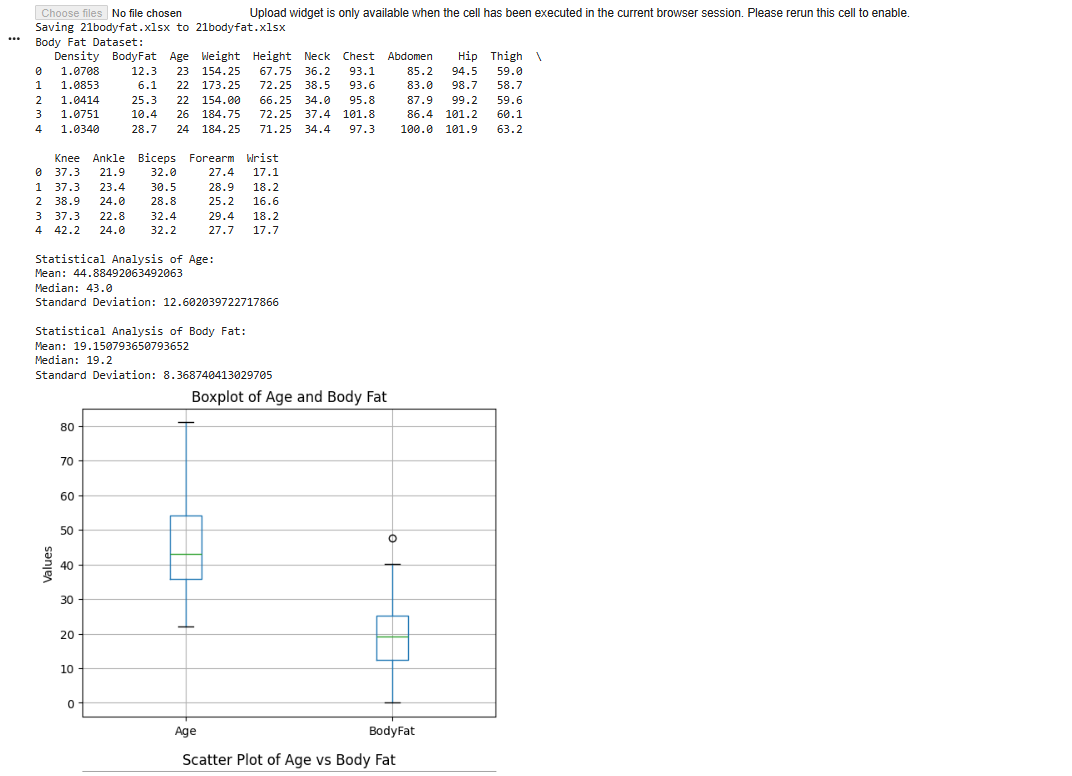 Choose files No file chosen Upload widget is only available when the cell has been executed in the current browser session. Please rerun this cell to enable.
Saving 21bodyfat.xlsx to 21bodyfat.xlsx
Body Fat Dataset:
Density BodyFat Age Weight Height Neck Chest Abdomen Hip Thigh \
0 1.0708 12.3 23 154.25 67.75 36.2 93.1 85.2 94.5 59.0
1 1.0853 6.1 22 173.25 72.25 38.5 93.6 83.0 98.7 58.7
2 1.0414 25.3 22 154.00 66.25 34.0 95.8 87.9 99.2 59.6
3 1.0751 10.4 26 184.75 72.25 37.4 101.8 86.4 101.2 60.1
4 1.0340 28.7 24 184.25 71.25 34.4 97.3 100.0 101.9 63.2
Knee Ankle Biceps Forearm Wrist
0 37.3 21.9 32.0 27.4 17.1
1 37.3 23.4 30.5 28.9 18.2
2 38.9 24.0 28.8 25.2 16.6
3 37.3 22.8 32.4 29.4 18.2
4 42.2 24.0 32.2 27.7 17.7
Statistical Analysis of Age:
Mean: 44.88492063492063
Median: 43.0
Standard Deviation: 12.602039722717866
Statistical Analysis of Body Fat:
Mean: 19.150793650793652
Median: 19.2
Standard Deviation: 8.368740413029705
Boxplot of Age and Body Fat
80
70
60
50
40
30
20
10
0
Values
Age BodyFat
Scatter Plot of Age vs Body Fat